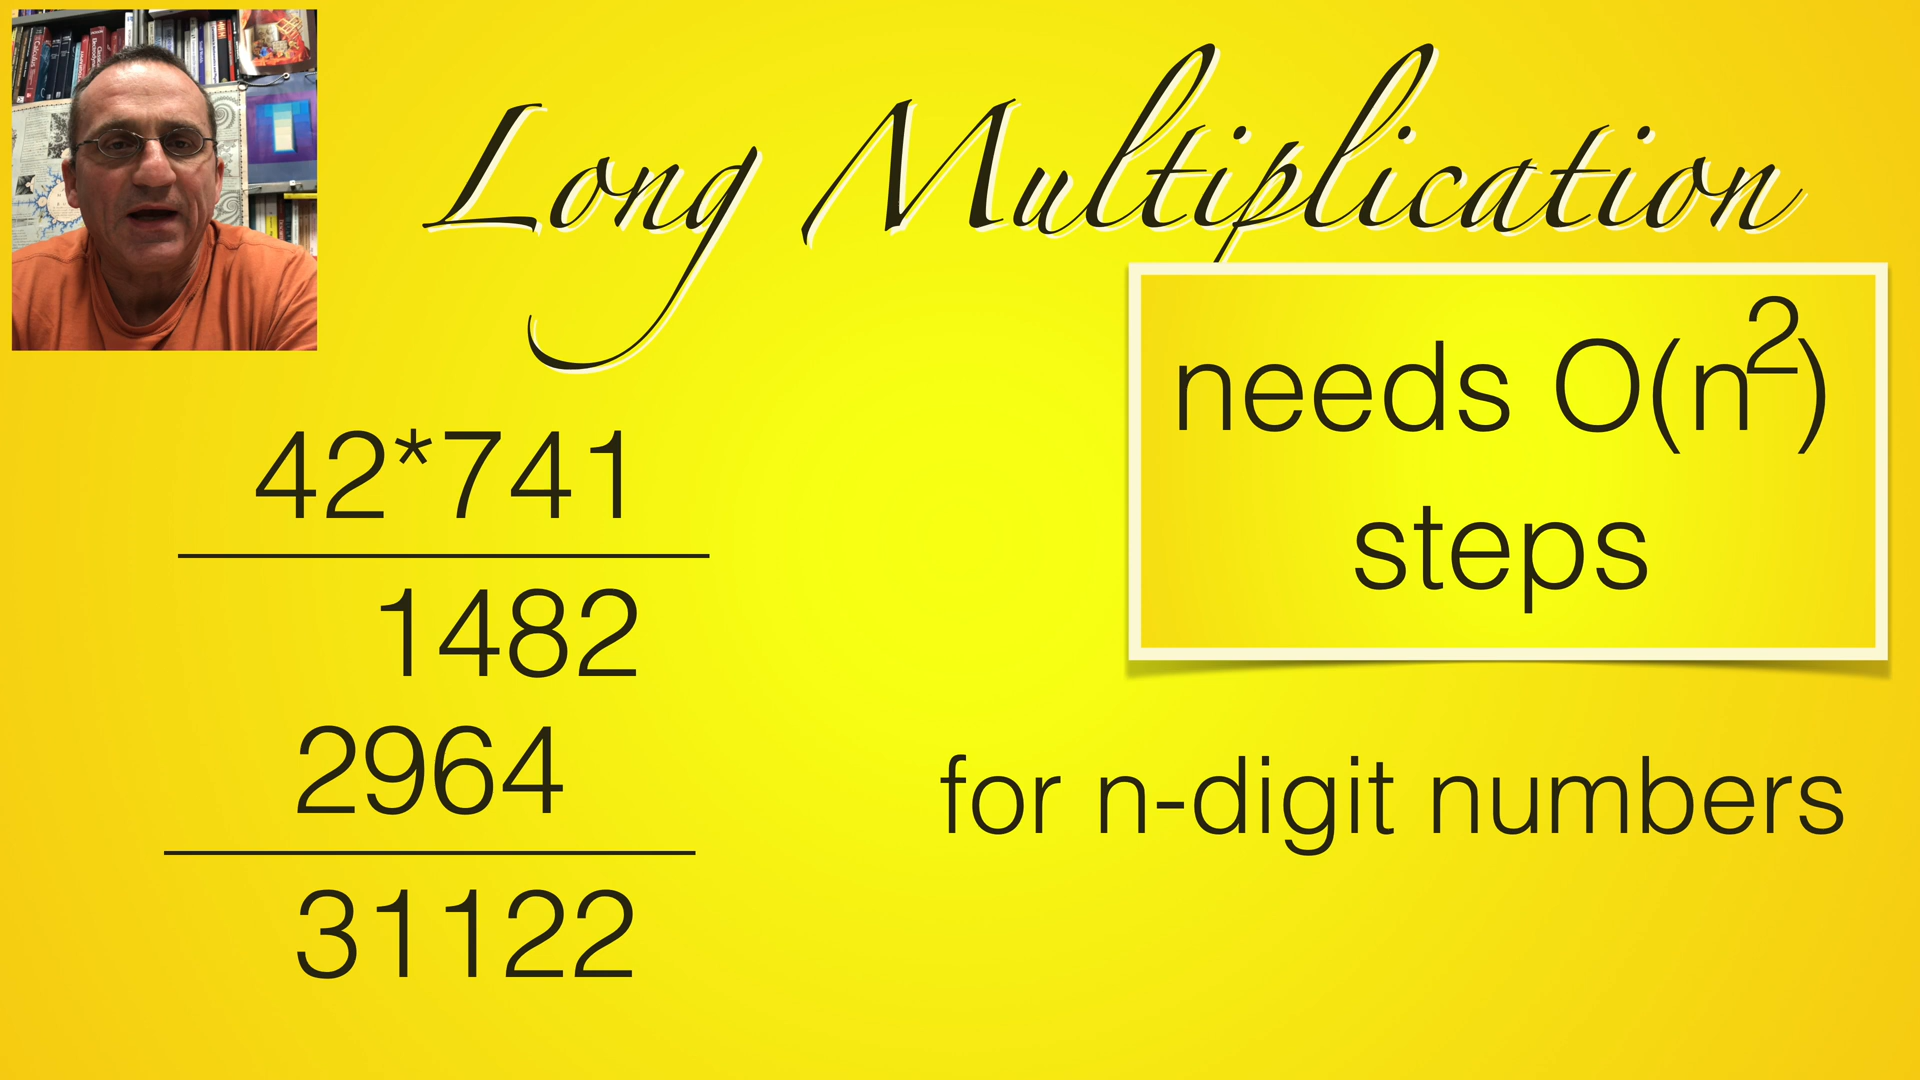 Long Multiplication
42*741
1482
2964
31122
needs O(n²)
steps
for n-digit numbers